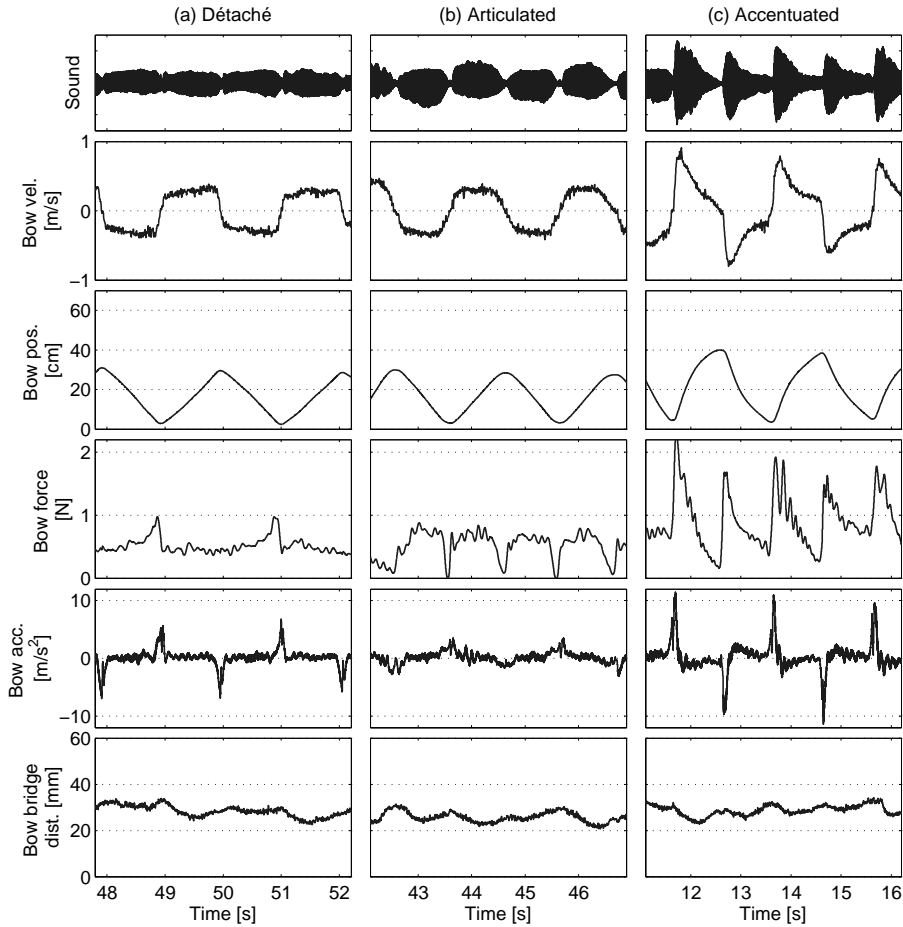 (a) Détaché (b) Articulated (c) Accentuated
Sound
1
0
−1
Bow vel.
[m/s]
60
40
20
0
Bow pos.
[cm]
2
1
0
Bow force
[N]
10
0
−10
Bow acc.
[m/s²]
60
40
20
0
Bow bridge
dist. [mm]
48 49 50 51 52 43 44 45 46 12 13 14 15 16
Time [s] Time [s] Time [s]